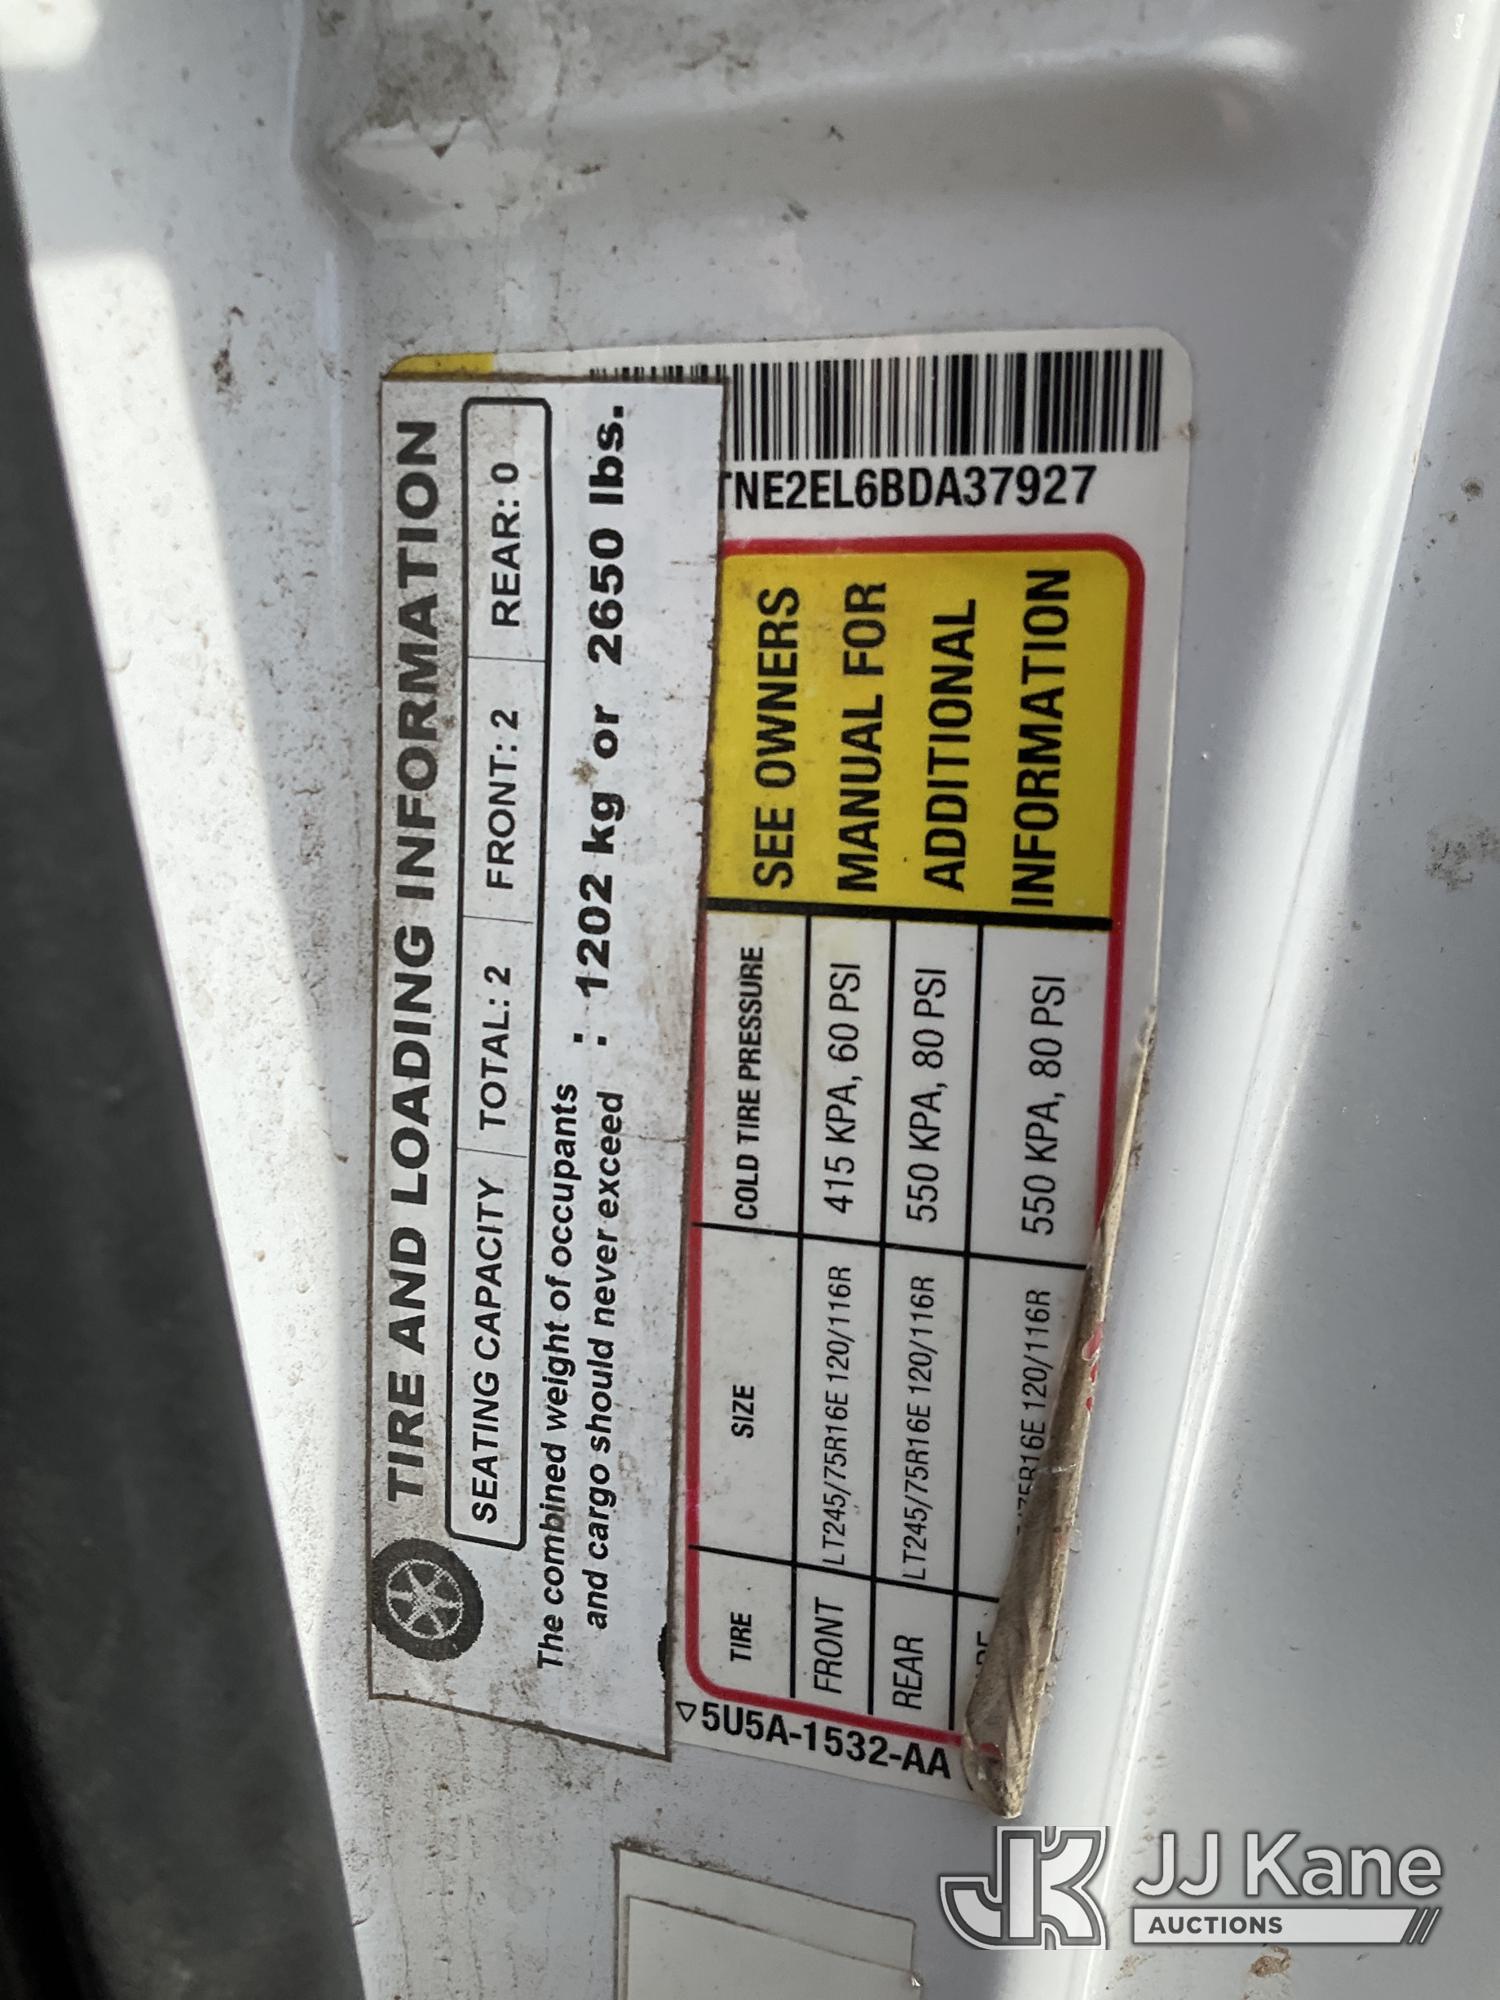 TIRE AND LOADING INFORMATION
SEATING CAPACITY TOTAL: 2 FRONT: 2 REAR: 0
The combined weight of occupants :
and cargo should never exceed : 1202 kg or 2650 lbs.
TNE2EL6BDA37927
TIRE SIZE COLD TIRE PRESSURE
FRONT LT245/75R16E 120/116R 415 KPA, 60 PSI
REAR LT245/75R16E 120/116R 550 KPA, 80 PSI
120/116R 550 KPA, 80 PSI
SEE OWNERS
MANUAL FOR
ADDITIONAL
INFORMATION
5U5A-1532-AA
JK JJ Kane
AUCTIONS